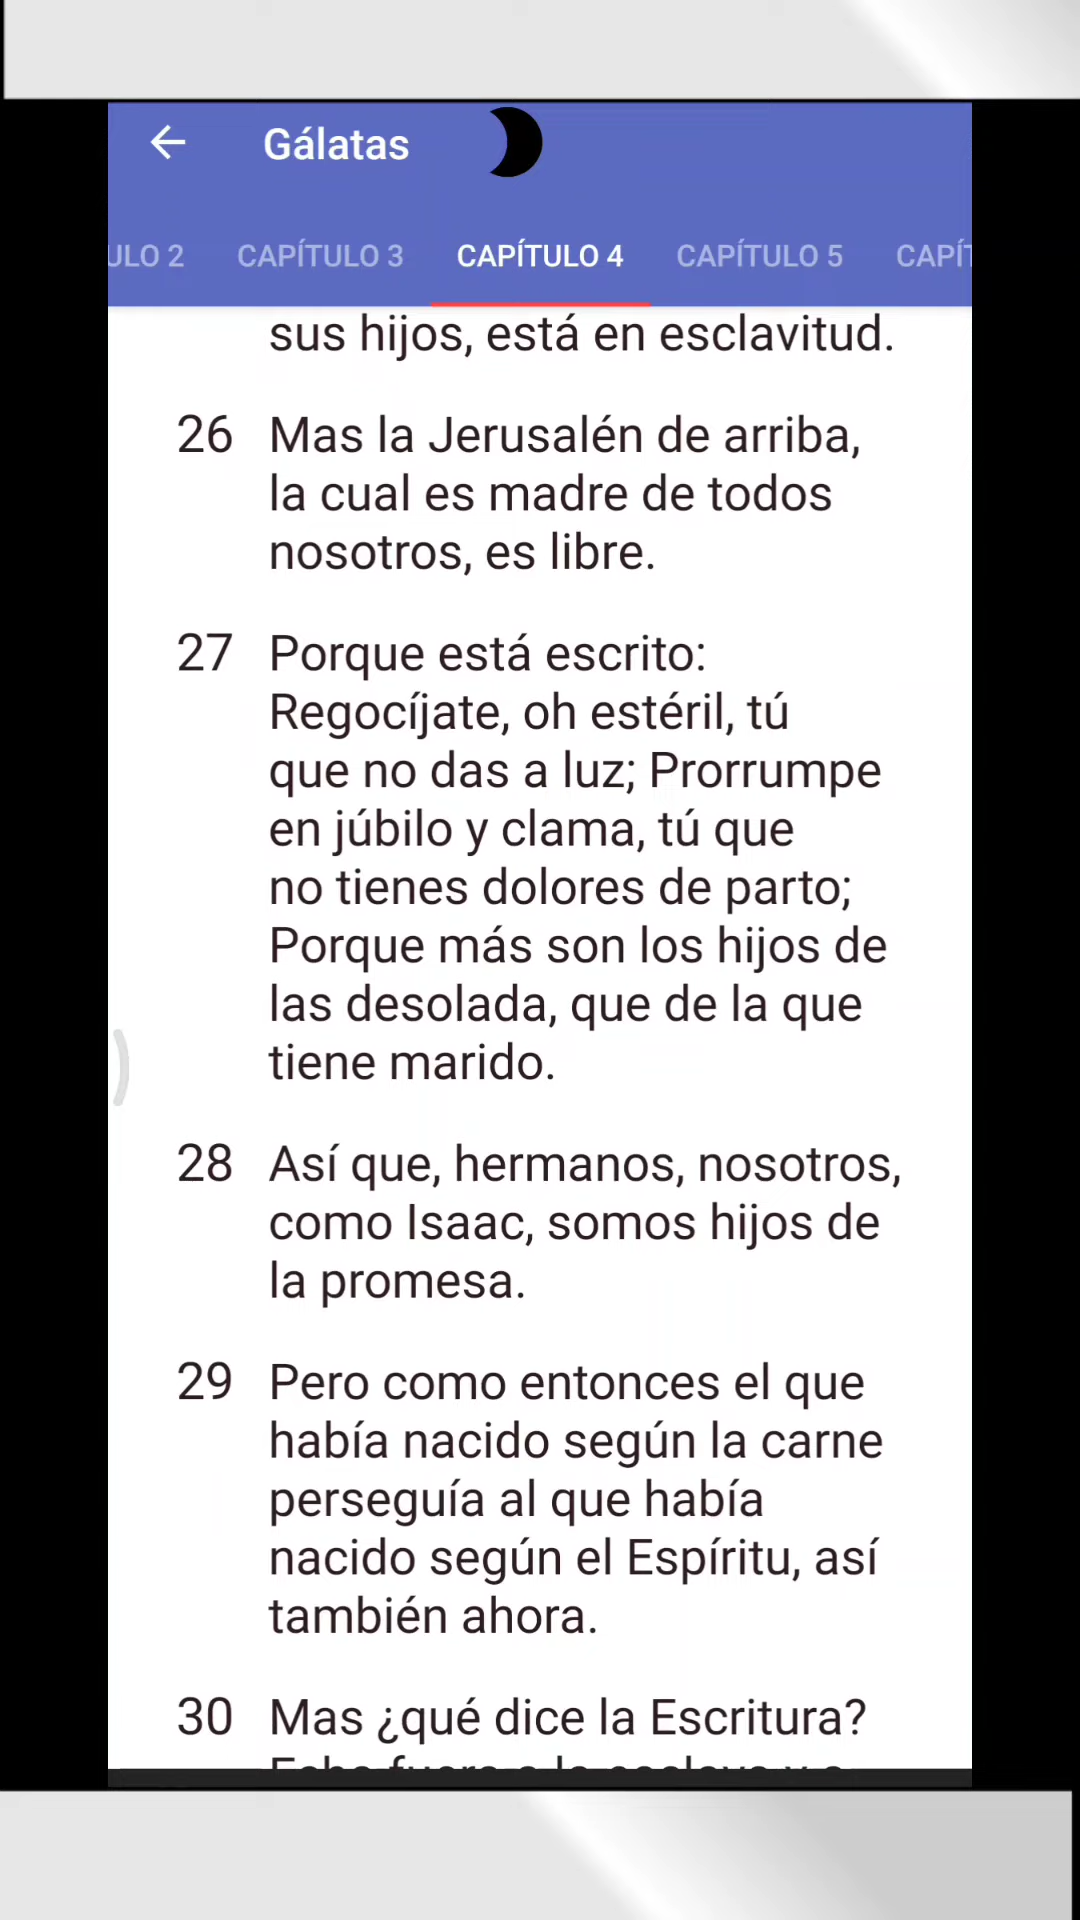 Gálatas
ULO 2 CAPÍTULO 3 CAPÍTULO 4 CAPÍTULO 5 CAPÍT
sus hijos, está en esclavitud.
26 Mas la Jerusalén de arriba,
la cual es madre de todos
nosotros, es libre.
27 Porque está escrito:
Regocíjate, oh estéril, tú
que no das a luz; Prorrumpe
en júbilo y clama, tú que
no tienes dolores de parto;
Porque más son los hijos de
las desolada, que de la que
tiene marido.
28 Así que, hermanos, nosotros,
como Isaac, somos hijos de
la promesa.
29 Pero como entonces el que
había nacido según la carne
perseguía al que había
nacido según el Espíritu, así
también ahora.
30 Mas ¿qué dice la Escritura?